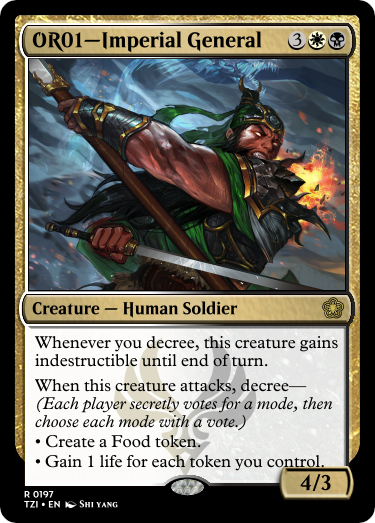 OR01—Imperial General 3
Creature — Human Soldier
Whenever you decree, this creature gains
indestructible until end of turn.
When this creature attacks, decree—
(Each player secretly votes for a mode, then
choose each mode with a vote.)
• Create a Food token.
• Gain 1 life for each token you control.
4/3
R 0197
TZI • EN Shi Yang